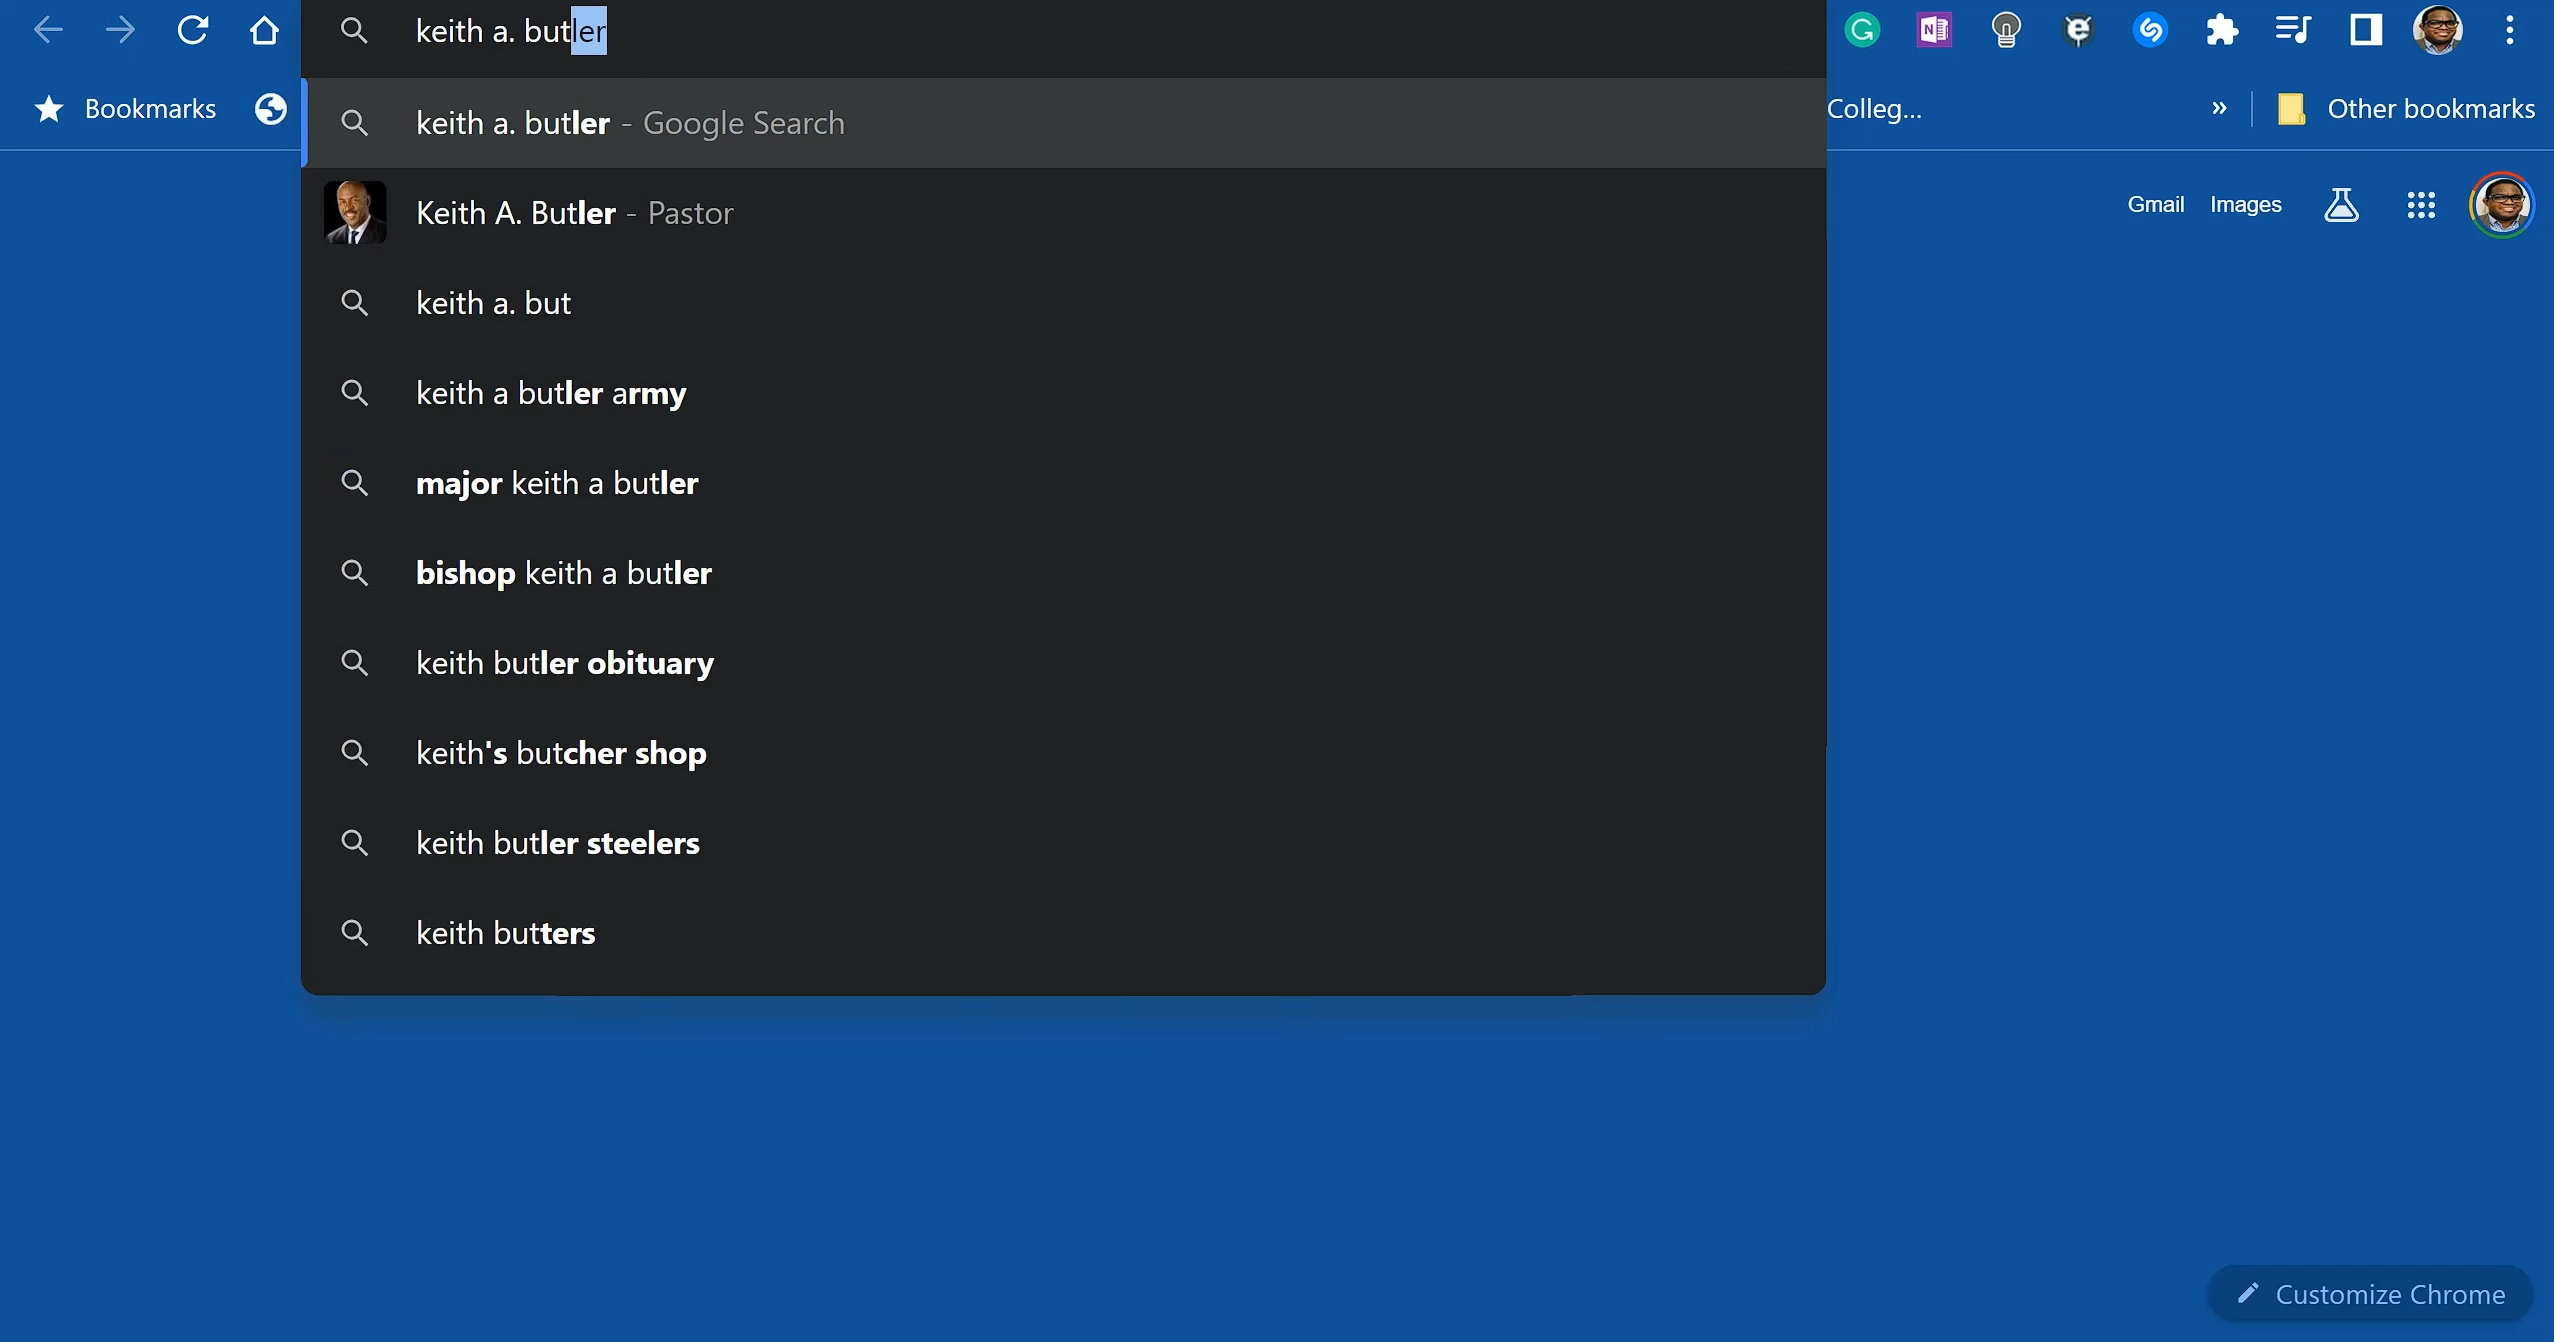 keith a. butler
Bookmarks
Colleg...
»
Other bookmarks
keith a. butler - Google Search
Keith A. Butler - Pastor
Gmail
Images
keith a. but
keith a butler army
major keith a butler
bishop keith a butler
keith butler obituary
keith's butcher shop
keith butler steelers
keith butters
Customize Chrome